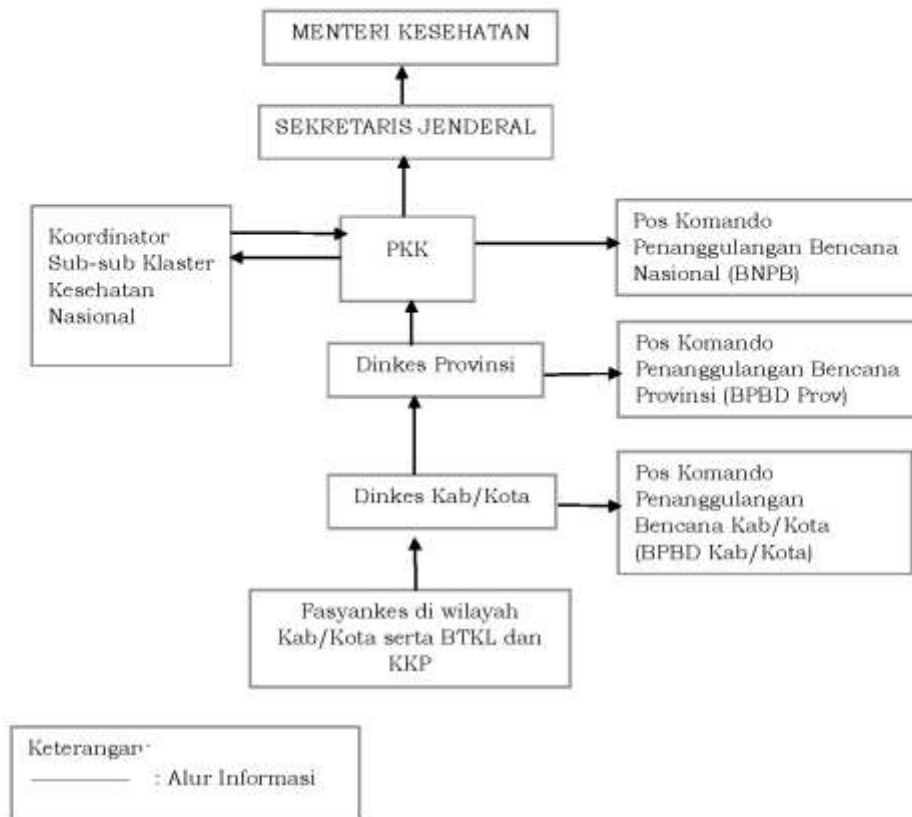 MENTERI KESEHATAN
SEKRETARIS JENDERAL
Koordinator
Sub-sub Klaster
Kesehatan
Nasional
PKK
Pos Komando
Penanggulangan Bencana
Nasional (BNPB)
Dinkes Provinsi
Pos Komando
Penanggulangan Bencana
Provinsi (BPBD Prov)
Dinkes Kab/Kota
Pos Komando
Penanggulangan
Bencana Kab/Kota
(BPBD Kab/Kota)
Fasyankes di wilayah
Kab/Kota serta BTKL dan
KKP
Keterangan:
: Alur Informasi